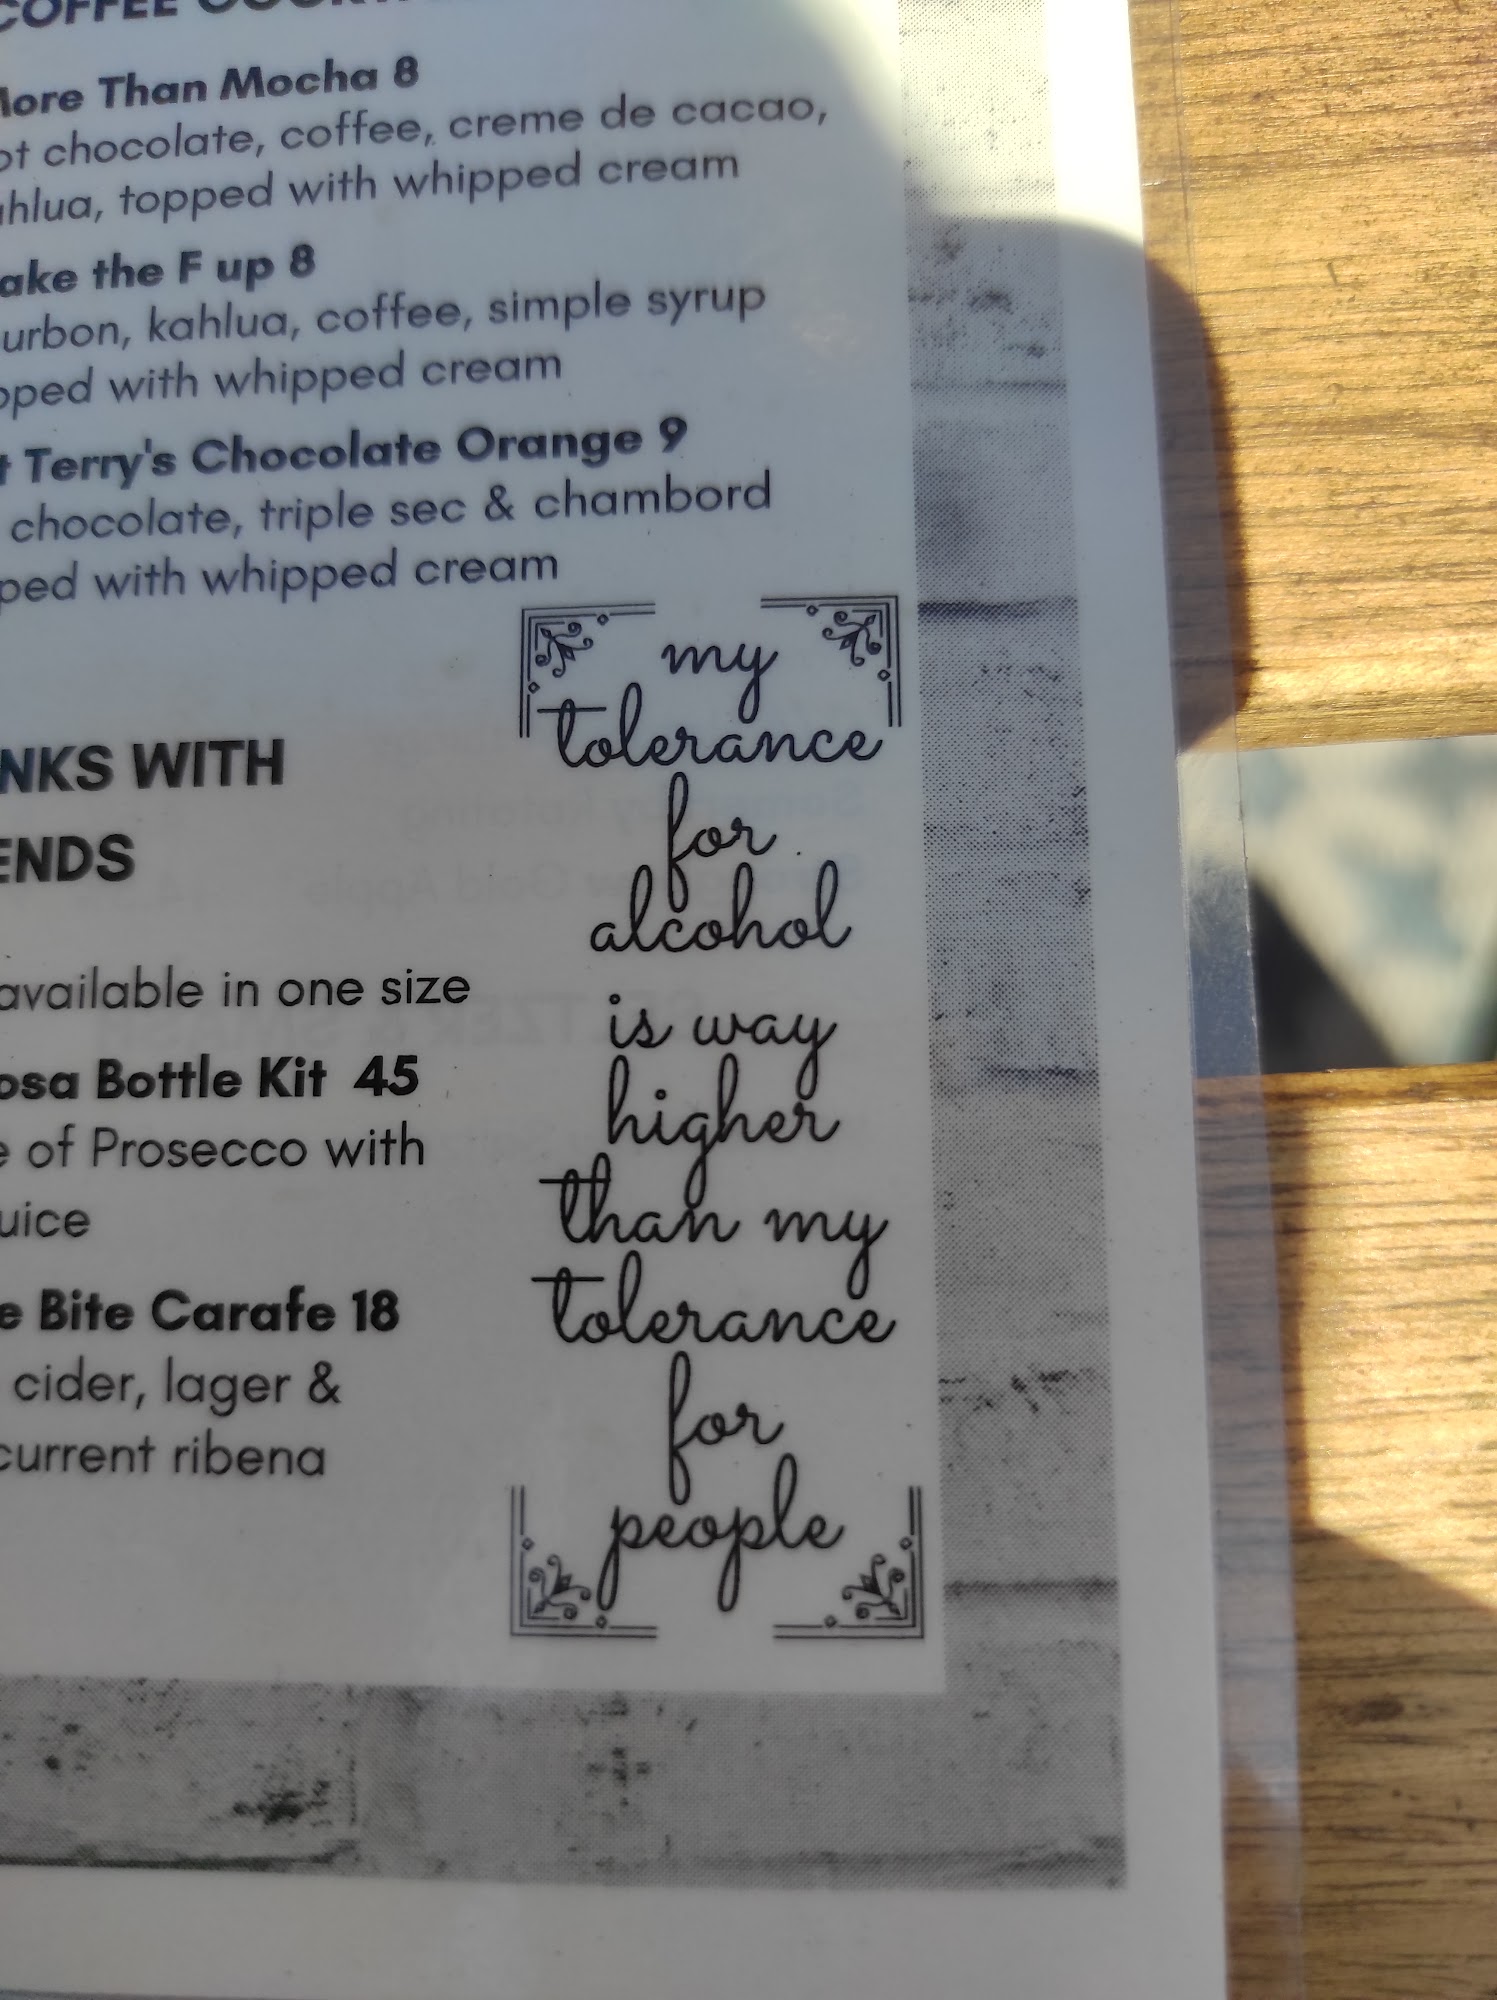 COFFEE
More Than Mocha 8
hot chocolate, coffee, creme de cacao,
kahlua, topped with whipped cream
ake the F up 8
urbon, kahlua, coffee, simple syrup
pped with whipped cream
t Terry's Chocolate Orange 9
chocolate, triple sec & chambord
ped with whipped cream
NKS WITH
ENDS
available in one size
osa Bottle Kit 45
e of Prosecco with
uice
e Bite Carafe 18
cider, lager &
current ribena
my
tolerance
for
alcohol
is way
higher
than my
tolerance
for
people